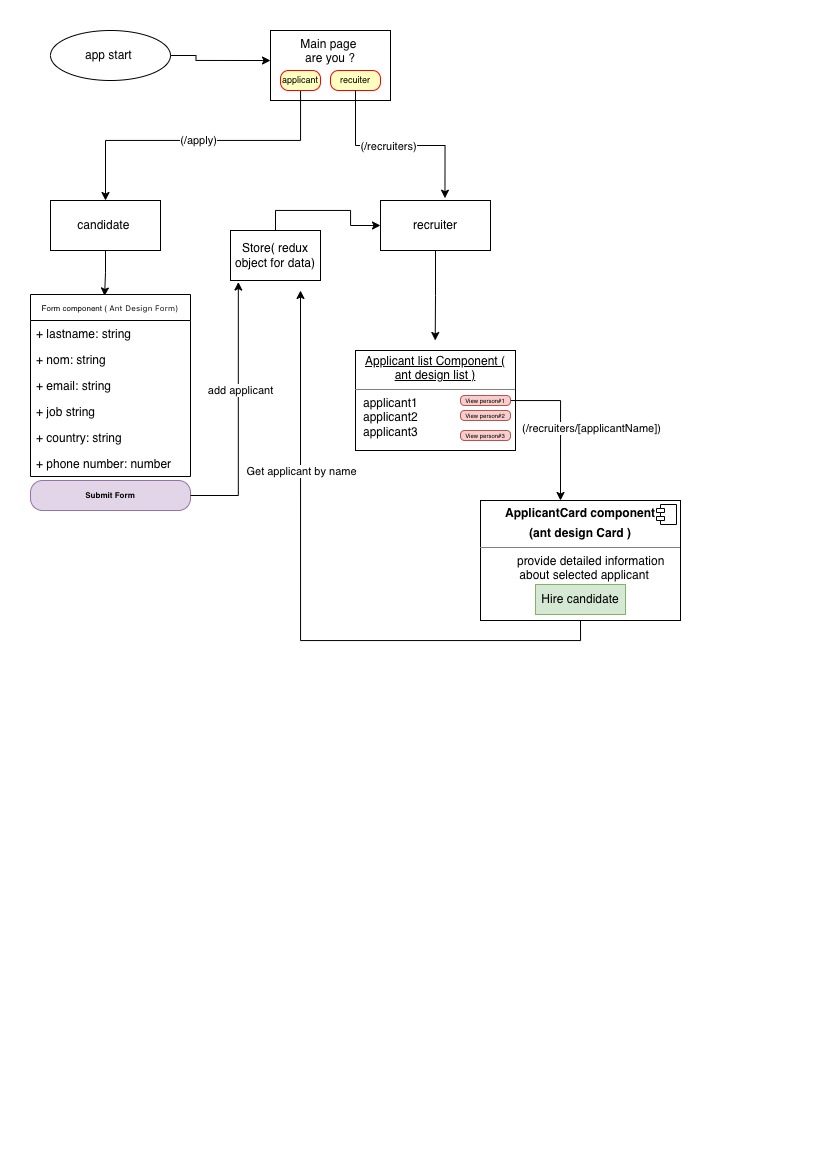 app start
Main page
are you ?
applicant
recuiter
(/apply)
(/recruiters)
candidate
Store( redux
object for data)
recruiter
Form component ( Ant Design Form)
+ lastname: string
+ nom: string
+ email: string
+ job string
+ country: string
+ phone number: number
Submit Form
add applicant
Get applicant by name
Applicant list Component (
ant design list )
applicant1
View person#1
applicant2
View person#2
applicant3
View person#3
(/recruiters/[applicantName])
ApplicantCard component
(ant design Card )
provide detailed information
about selected applicant
Hire candidate